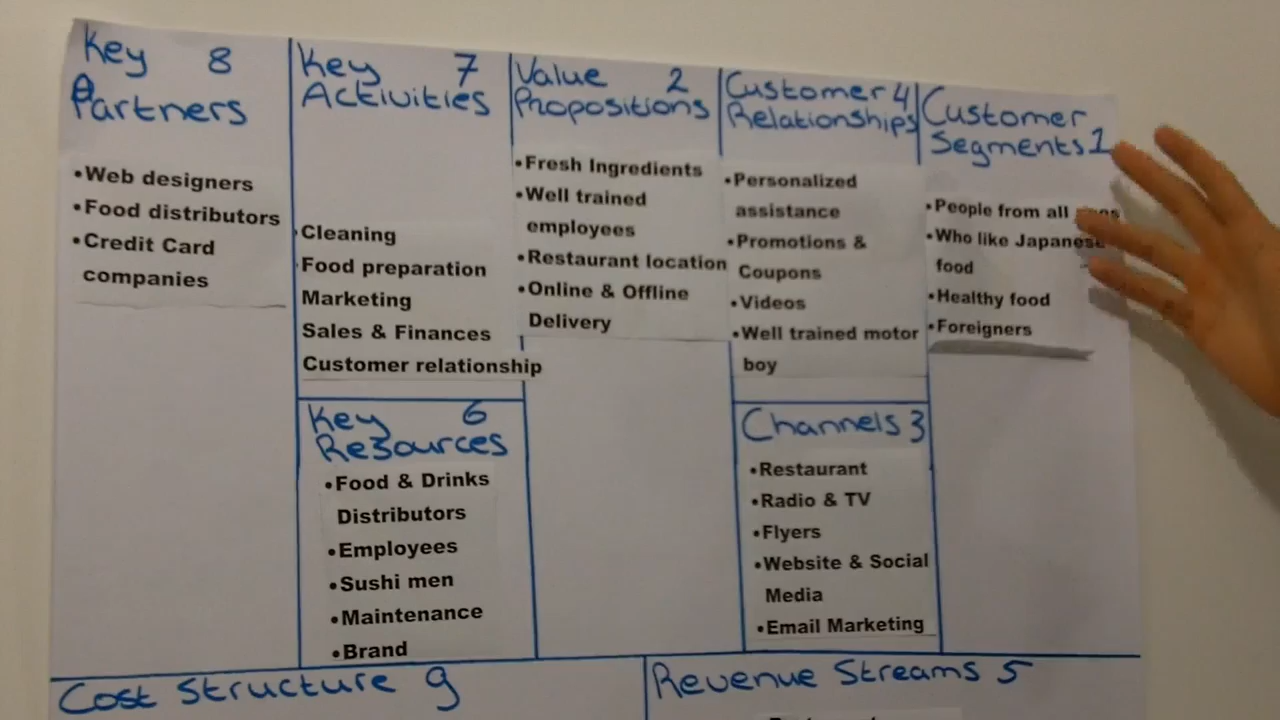 Key 8
Partners
•Web designers
•Food distributors
•Credit Card
companies
Key 7
Activities
Cleaning
Food preparation
Marketing
Sales & Finances
Customer relationship
Key 6
Resources
•Food & Drinks
Distributors
•Employees
•Sushi men
•Maintenance
•Brand
Value 2
Propositions
•Fresh Ingredients
•Well trained
employees
•Restaurant location
•Online & Offline
Delivery
Customer 4
Relationships
•Personalized
assistance
•Promotions &
Coupons
•Videos
•Well trained motor
boy
Channels 3
•Restaurant
•Radio & TV
•Flyers
•Website & Social
Media
•Email Marketing
Customer
Segments 1
•People from all
•Who like Japanese
food
•Healthy food
•Foreigners
Cost Structure 9
Revenue Streams 5